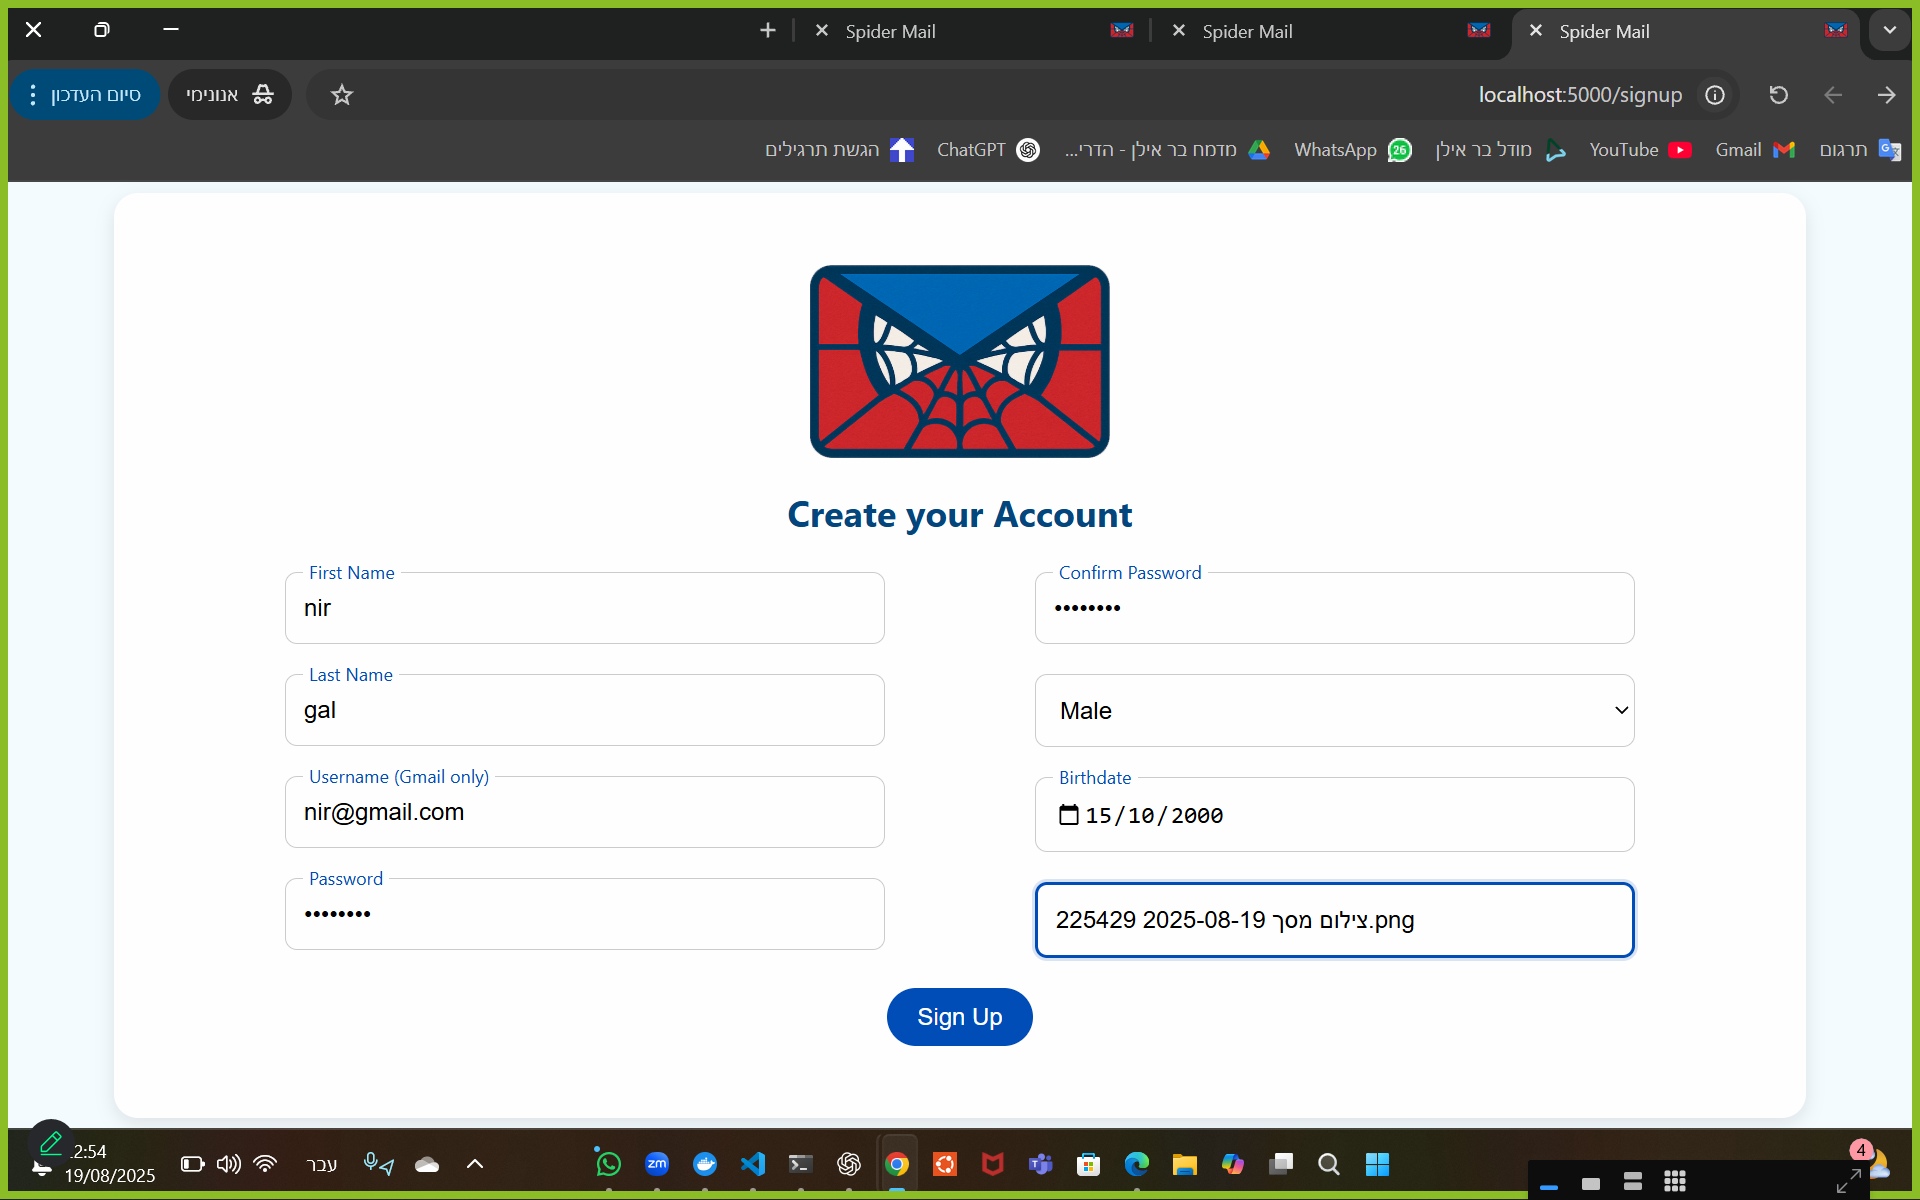 Spider Mail
Spider Mail
Spider Mail
סיום העדכון
אנונימי
localhost:5000/signup
הגשת תרגילים
ChatGPT
מדמח בר אילן - הדרי...
WhatsApp
26
מודל בר אילן
YouTube
Gmail
תרגום
Create your Account
First Name
nir
Last Name
gal
Username (Gmail only)
nir@gmail.com
Password
••••••••
Confirm Password
••••••••
Male
Birthdate
15/10/2000
צילום מסך 2025-08-19 225429.png
Sign Up
2:54
19/08/2025
עבר
zm
4